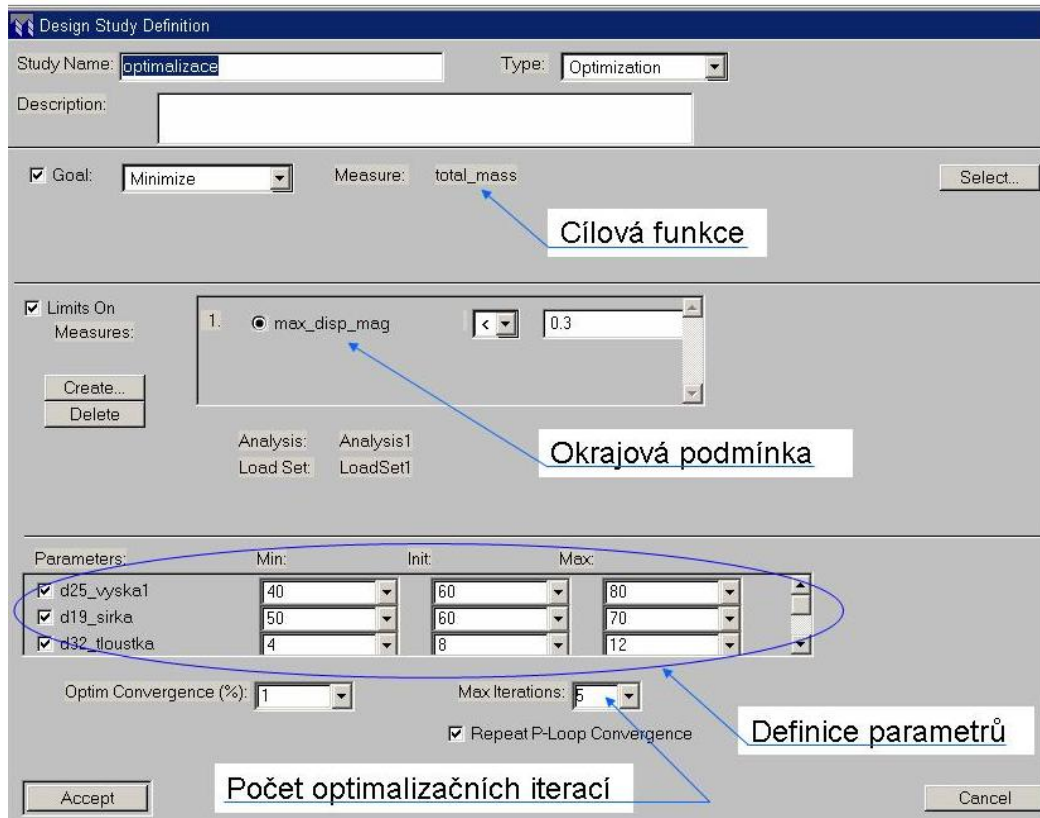 Design Study Definition
Study Name: optimalizace Type: Optimization
Description:
Goal: Minimize Measure: total_mass Select...
Cílová funkce
Limits On
Measures:
1. max_disp_mag < 0.3
Create...
Delete
Analysis: Analysis1
Load Set: LoadSet1
Okrajová podmínka
Parameters: Min: Init: Max:
d25_vyska1 40 60 80
d19_sirka 50 60 70
d32_tloustka 4 8 12
Optim Convergence (%): 1 Max Iterations: 5
Repeat P-Loop Convergence
Definice parametrů
Počet optimalizačních iterací
Accept Cancel